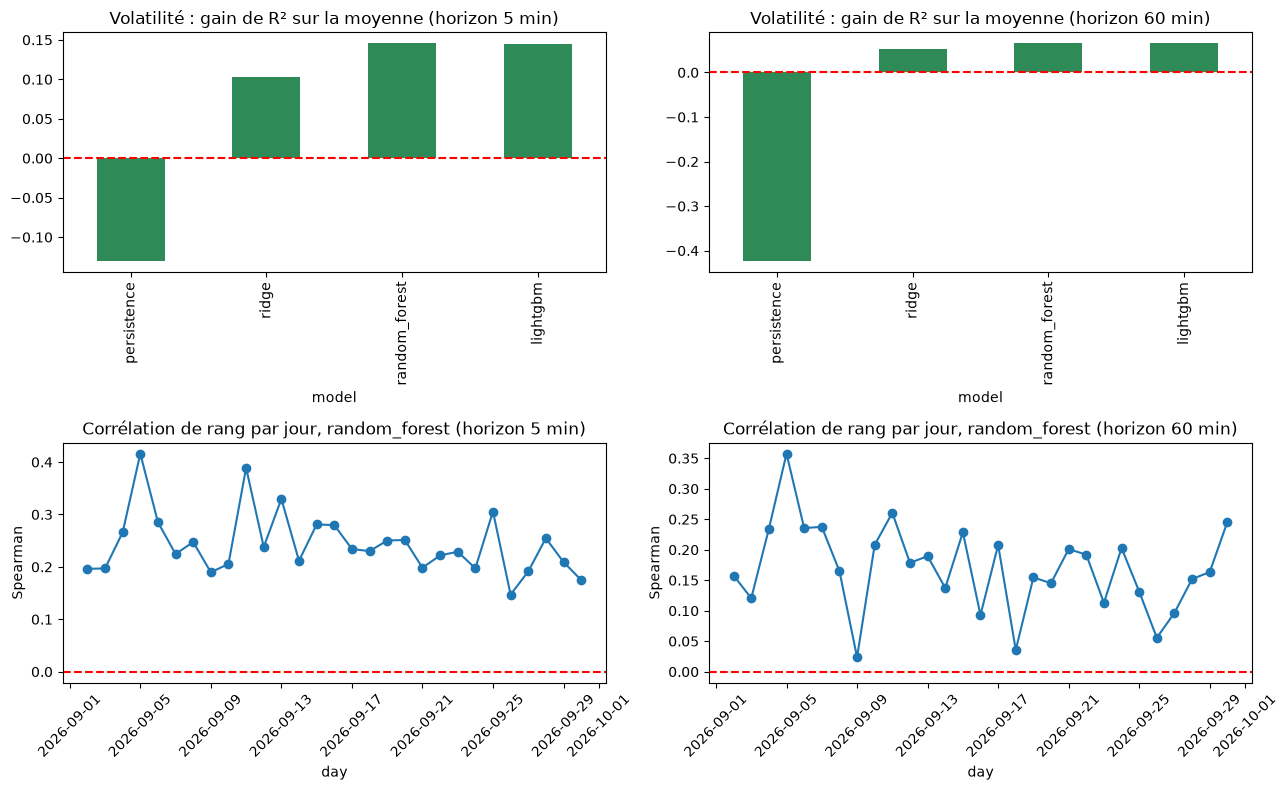 Volatilité : gain de R² sur la moyenne (horizon 5 min)
0.15
0.10
0.05
0.00
−0.05
−0.10
persistence
ridge
random_forest
lightgbm
model
Volatilité : gain de R² sur la moyenne (horizon 60 min)
0.0
−0.1
−0.2
−0.3
−0.4
persistence
ridge
random_forest
lightgbm
model
Corrélation de rang par jour, random_forest (horizon 5 min)
Spearman
0.4
0.3
0.2
0.1
0.0
2026-09-01
2026-09-05
2026-09-09
2026-09-13
2026-09-17
2026-09-21
2026-09-25
2026-09-29
2026-10-01
day
Corrélation de rang par jour, random_forest (horizon 60 min)
Spearman
0.35
0.30
0.25
0.20
0.15
0.10
0.05
0.00
2026-09-01
2026-09-05
2026-09-09
2026-09-13
2026-09-17
2026-09-21
2026-09-25
2026-09-29
2026-10-01
day